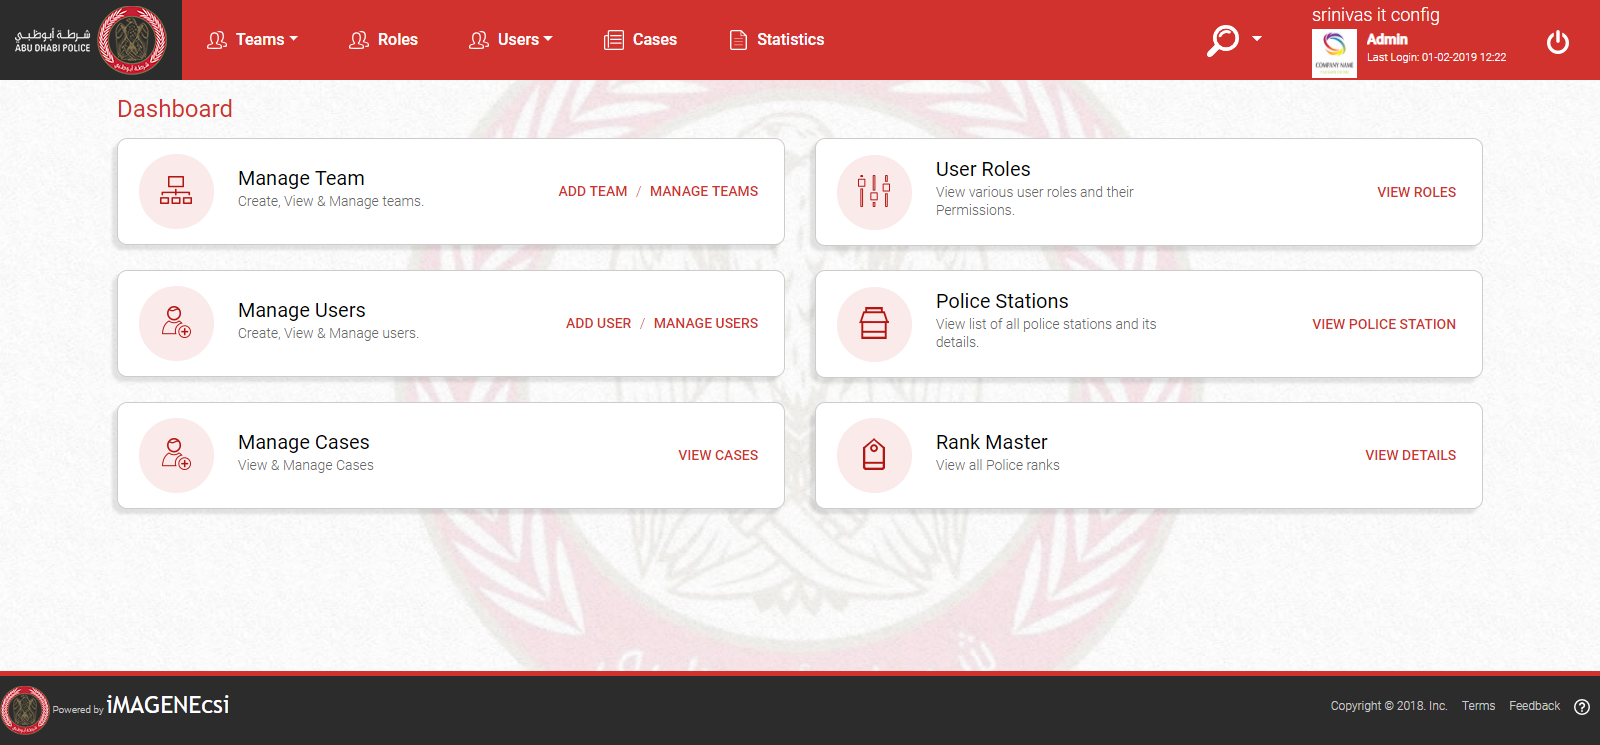 شرطة أبوظبي
ABU DHABI POLICE
Teams
Roles
Users
Cases
Statistics
srinivas it config
COMPANY NAME
Admin
Last Login: 01-02-2019 12:22
Dashboard
Manage Team
Create, View & Manage teams.
ADD TEAM / MANAGE TEAMS
User Roles
View various user roles and their
Permissions.
VIEW ROLES
Manage Users
Create, View & Manage users.
ADD USER / MANAGE USERS
Police Stations
View list of all police stations and its
details.
VIEW POLICE STATION
Manage Cases
View & Manage Cases
VIEW CASES
Rank Master
View all Police ranks
VIEW DETAILS
Powered by iMAGENEcsi
Copyright © 2018. Inc. Terms Feedback